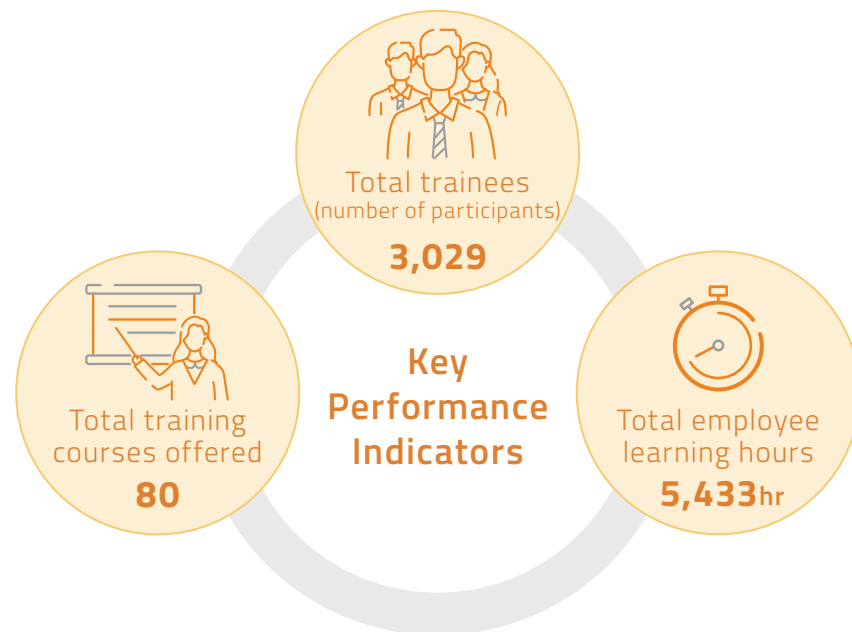 Total trainees
(number of participants)
3,029
Key
Performance
Indicators
Total training
courses offered
80
Total employee
learning hours
5,433hr